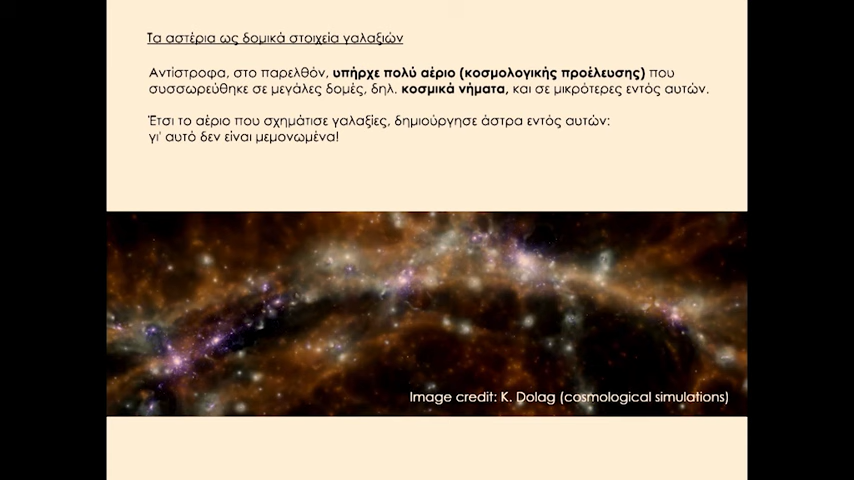 Τα αστέρια ως δομικά στοιχεία γαλαξιών
Αντίστροφα, στο παρελθόν, υπήρχε πολύ αέριο (κοσμολογικής προέλευσης) που
συσσωρεύθηκε σε μεγάλες δομές, δηλ. κοσμικά νήματα, και σε μικρότερες εντός αυτών.
Έτσι το αέριο που σχημάτισε γαλαξίες, δημιούργησε άστρα εντός αυτών:
γι' αυτό δεν είναι μεμονωμένα!
Image credit: K. Dolag (cosmological simulations)